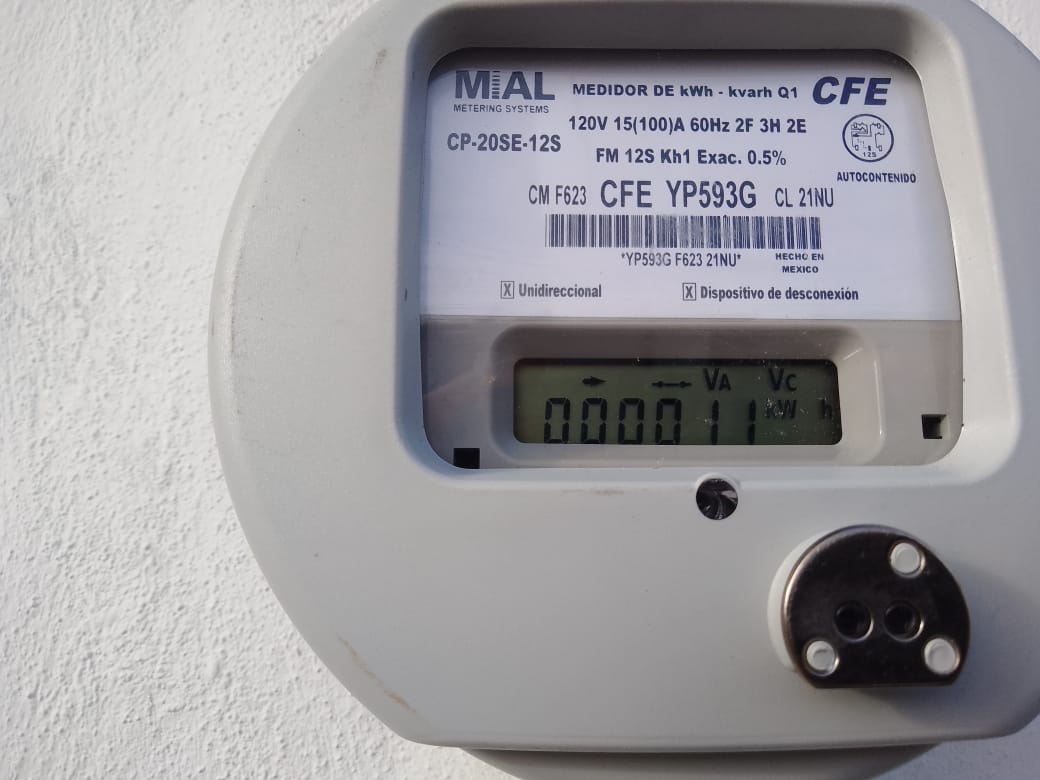 MIAL
METERING SYSTEMS
MEDIDOR DE kWh - kvarh Q1
CFE
CP-20SE-12S
120V 15(100)A 60Hz 2F 3H 2E
FM 12S Kh1 Exac. 0.5%
12S
AUTOCONTENIDO
CM F623 CFE YP593G CL 21NU
*YP593G F623 21NU*
HECHO EN
MEXICO
X Unidireccional
X Dispositivo de desconexión
VA VC
000011 kW h